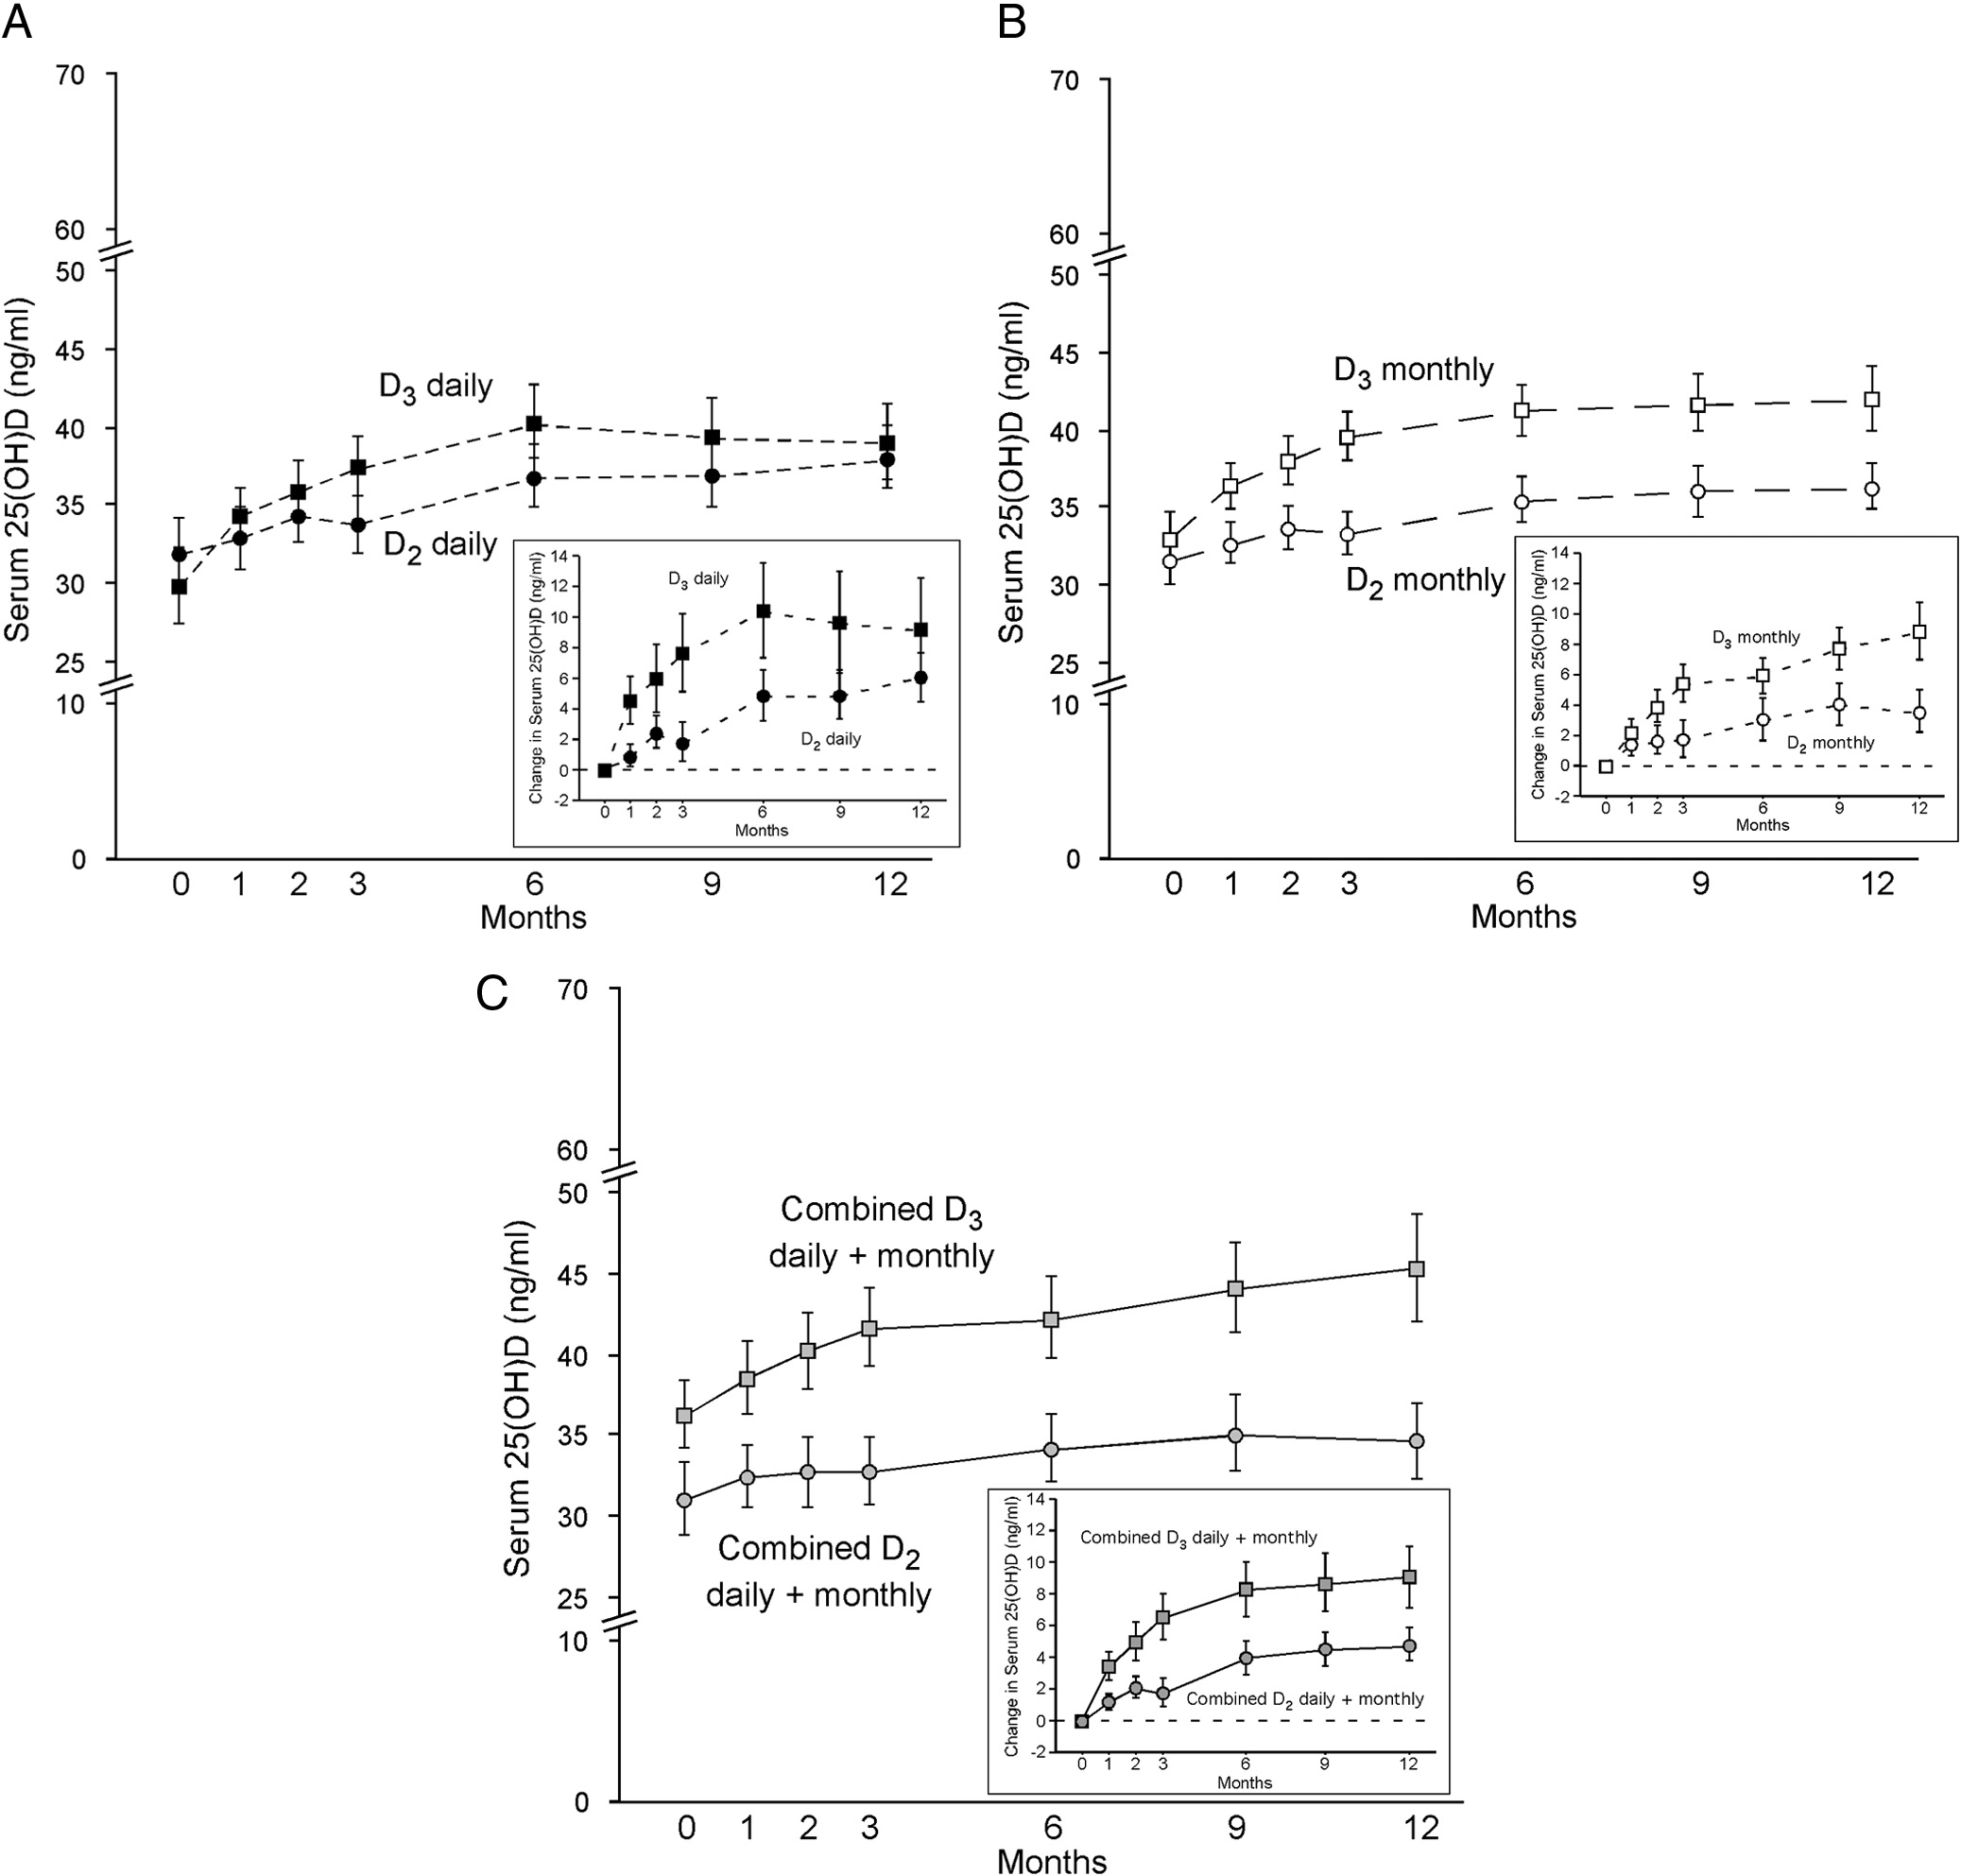 A
70
60
50
45
40
35
30
25
10
0
Serum 25(OH)D (ng/ml)
D3 daily
D2 daily
0 1 2 3 6 9 12
Months
14
12
10
8
6
4
2
0
-2
Change in Serum 25(OH)D (ng/ml)
D3 daily
D2 daily
0 1 2 3 6 9 12
Months
B
70
60
50
45
40
35
30
25
10
0
Serum 25(OH)D (ng/ml)
D3 monthly
D2 monthly
0 1 2 3 6 9 12
Months
14
12
10
8
6
4
2
0
-2
Change in Serum 25(OH)D (ng/ml)
D3 monthly
D2 monthly
0 1 2 3 6 9 12
Months
C
70
60
50
45
40
35
30
25
10
0
Serum 25(OH)D (ng/ml)
Combined D3
daily + monthly
Combined D2
daily + monthly
0 1 2 3 6 9 12
Months
14
12
10
8
6
4
2
0
-2
Change in Serum 25(OH)D (ng/ml)
Combined D3 daily + monthly
Combined D2 daily + monthly
0 1 2 3 6 9 12
Months